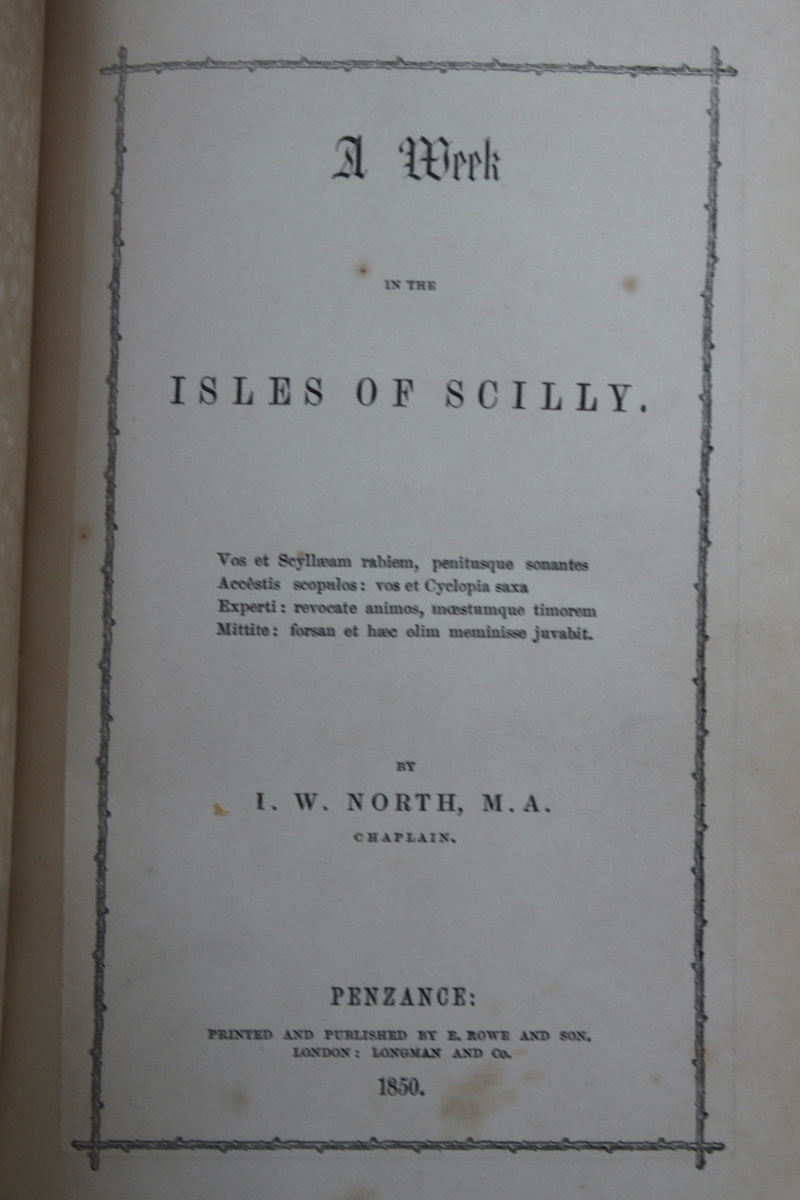 A Week
IN THE
ISLES OF SCILLY.
Vos et Scyllæam rabiem, penitusque sonantes
Accêstis scopulos: vos et Cyclopia saxa
Experti: revocate animos, mœstumque timorem
Mittite: forsan et hæc olim meminisse juvabit.
BY
I. W. NORTH, M.A.
CHAPLAIN.
PENZANCE:
PRINTED AND PUBLISHED BY E. ROWE AND SON.
LONDON: LONGMAN AND Co.
1850.